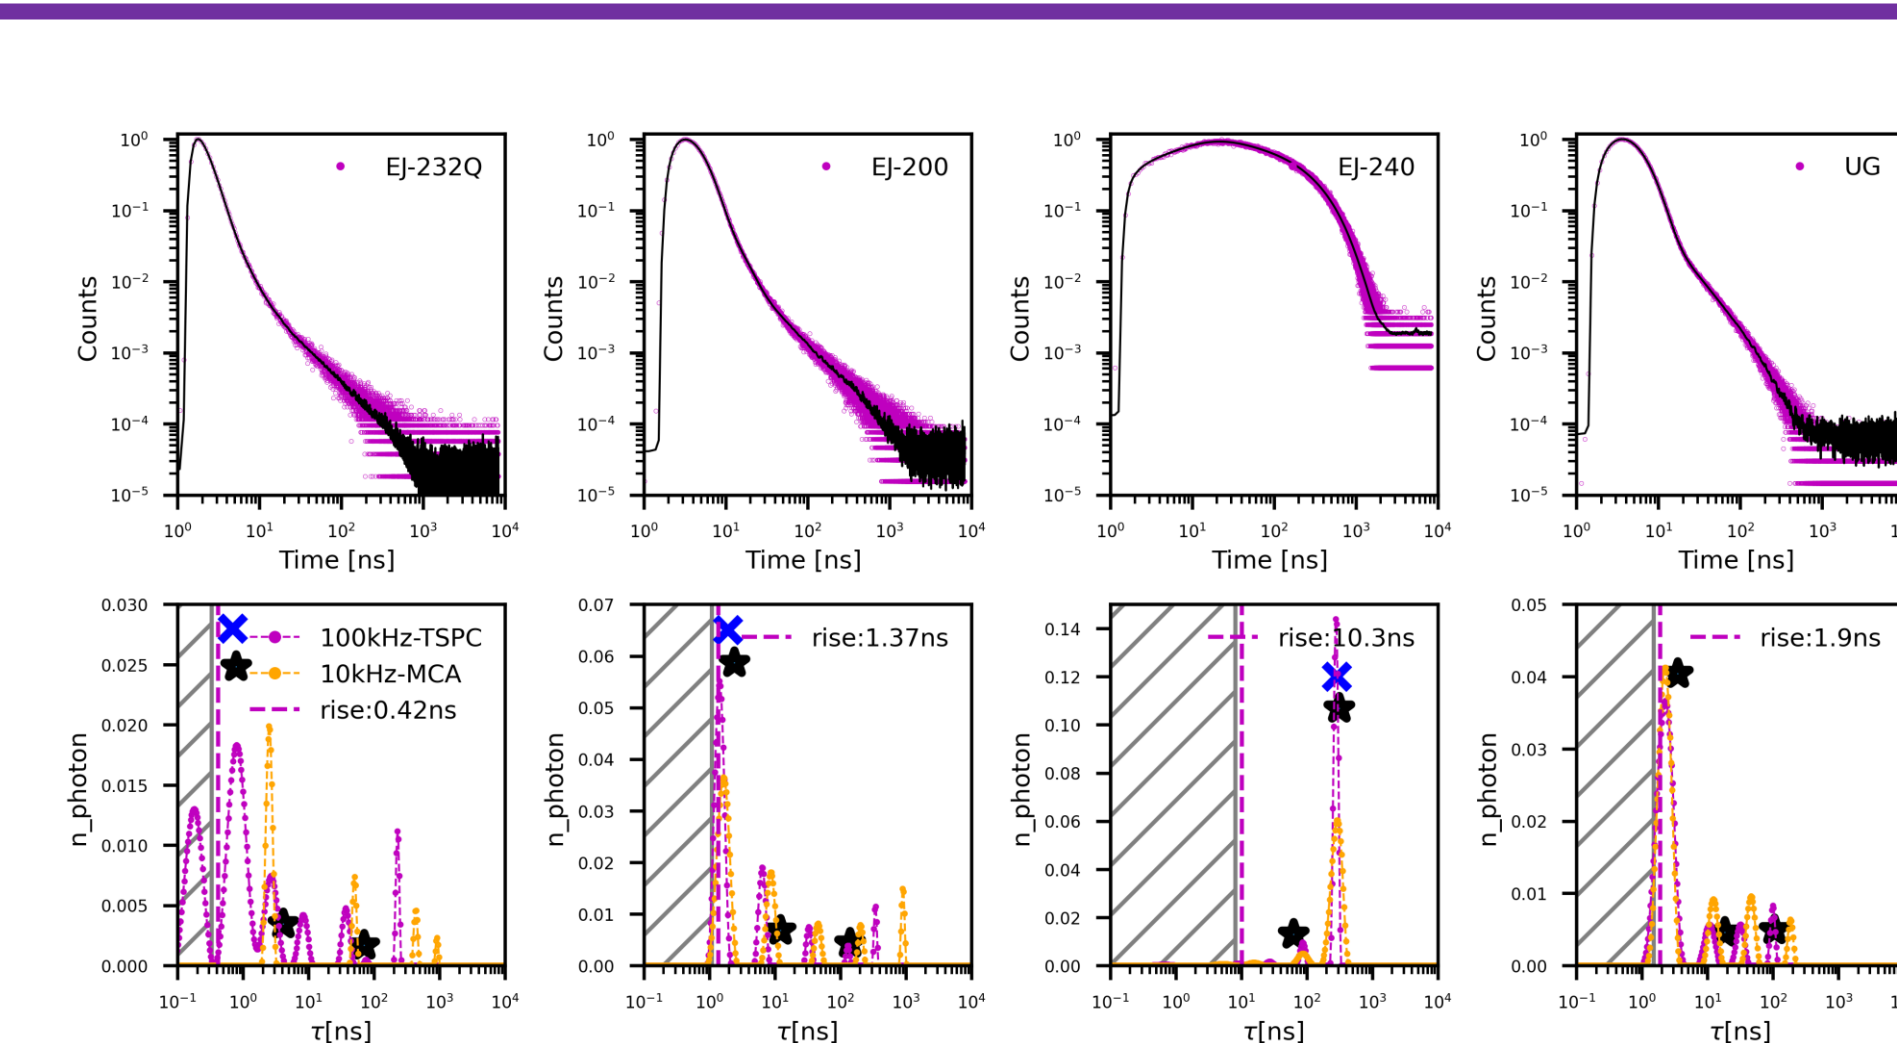 10⁰ 10⁻¹ 10⁻² 10⁻³ 10⁻⁴ 10⁻⁵
Counts
EJ-232Q
10⁰ 10¹ 10² 10³ 10⁴
Time [ns]
10⁰ 10⁻¹ 10⁻² 10⁻³ 10⁻⁴ 10⁻⁵
Counts
EJ-200
10⁰ 10¹ 10² 10³ 10⁴
Time [ns]
10⁰ 10⁻¹ 10⁻² 10⁻³ 10⁻⁴ 10⁻⁵
Counts
EJ-240
10⁰ 10¹ 10² 10³ 10⁴
Time [ns]
10⁰ 10⁻¹ 10⁻² 10⁻³ 10⁻⁴ 10⁻⁵
Counts
UG
10⁰ 10¹ 10² 10³
Time [ns]
0.030 0.025 0.020 0.015 0.010 0.005 0.000
n_photon
100kHz-TSPC
10kHz-MCA
rise:0.42ns
10⁻¹ 10⁰ 10¹ 10² 10³ 10⁴
τ[ns]
0.07 0.06 0.05 0.04 0.03 0.02 0.01 0.00
n_photon
rise:1.37ns
10⁻¹ 10⁰ 10¹ 10² 10³ 10⁴
τ[ns]
0.14 0.12 0.10 0.08 0.06 0.04 0.02 0.00
n_photon
rise:10.3ns
10⁻¹ 10⁰ 10¹ 10² 10³ 10⁴
τ[ns]
0.05 0.04 0.03 0.02 0.01 0.00
n_photon
rise:1.9ns
10⁻¹ 10⁰ 10¹ 10² 10³
τ[ns]